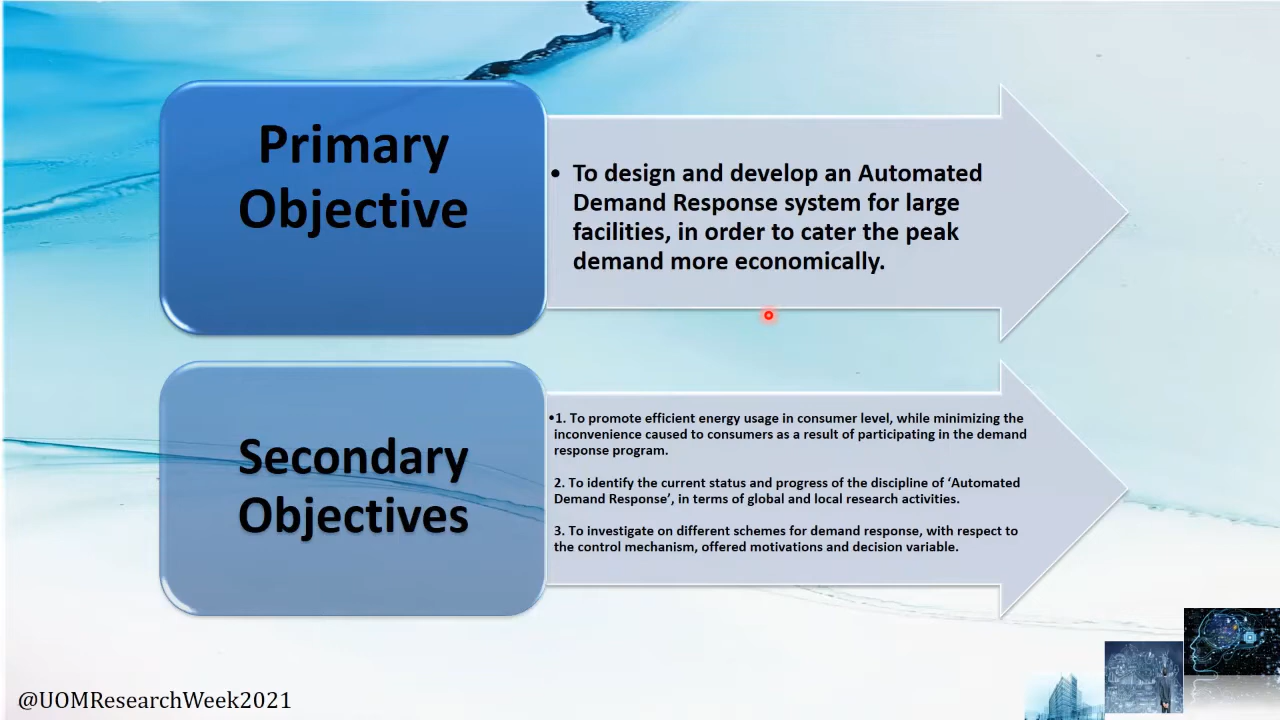 Primary
Objective
• To design and develop an Automated
Demand Response system for large
facilities, in order to cater the peak
demand more economically.
Secondary
Objectives
•1. To promote efficient energy usage in consumer level, while minimizing the
inconvenience caused to consumers as a result of participating in the demand
response program.
2. To identify the current status and progress of the discipline of ‘Automated
Demand Response’, in terms of global and local research activities.
3. To investigate on different schemes for demand response, with respect to
the control mechanism, offered motivations and decision variable.
@UOMResearchWeek2021